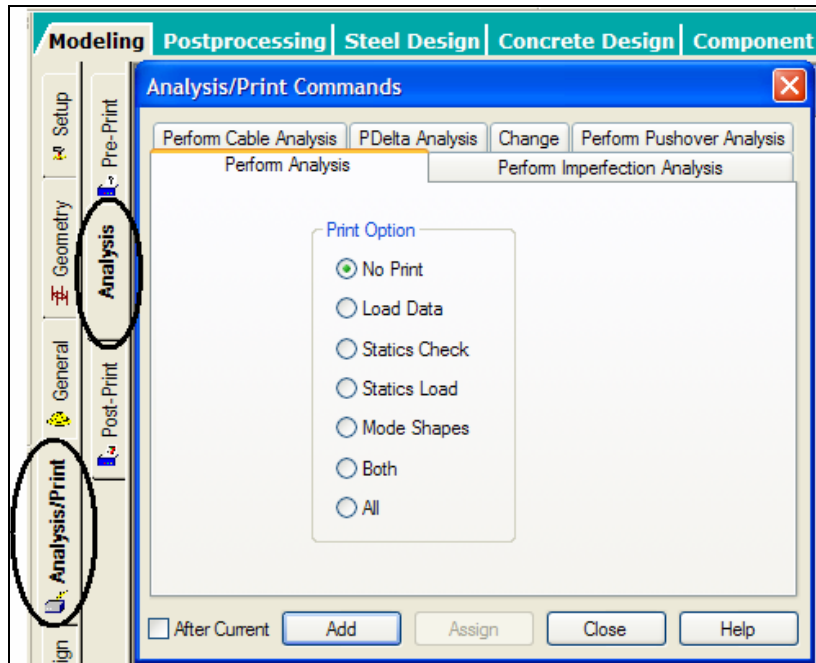 Modeling Postprocessing Steel Design Concrete Design Component
Setup
Geometry
General
Analysis/Print
ign
Pre-Print
Analysis
Post-Print
Analysis/Print Commands
Perform Cable Analysis PDelta Analysis Change Perform Pushover Analysis
Perform Analysis Perform Imperfection Analysis
Print Option
No Print
Load Data
Statics Check
Statics Load
Mode Shapes
Both
All
After Current Add Assign Close Help